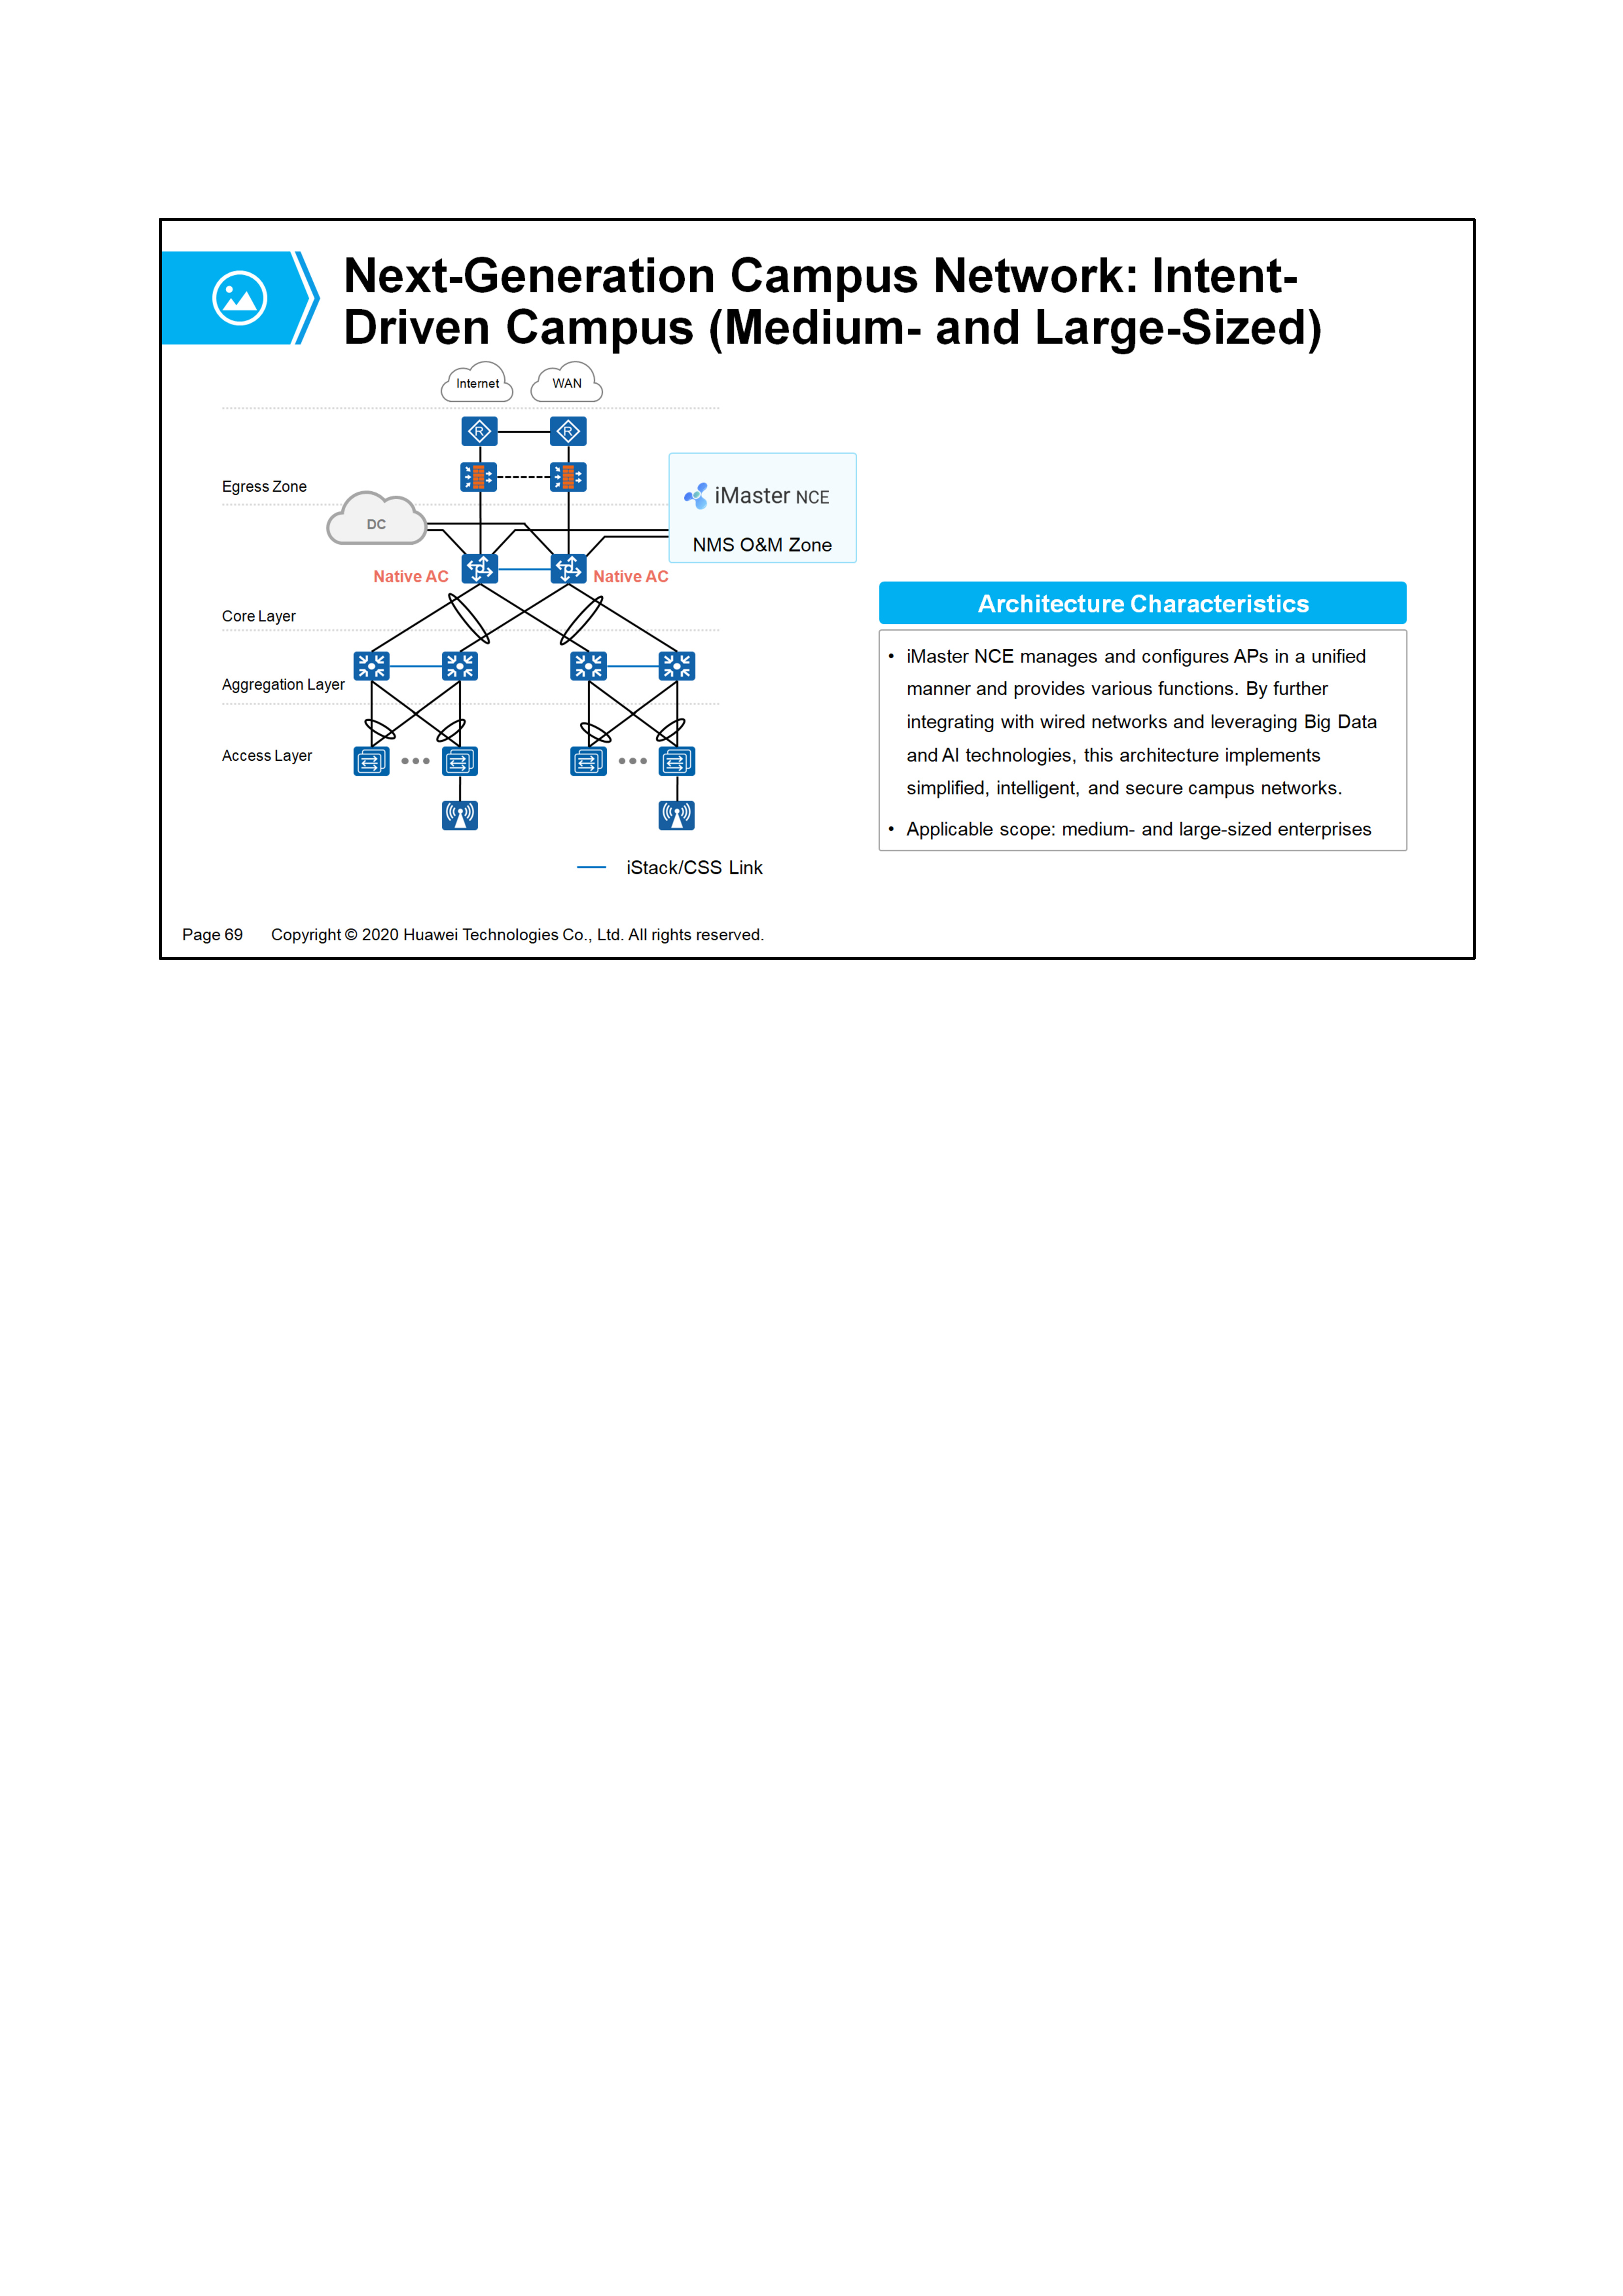 Next-Generation Campus Network: Intent-
Driven Campus (Medium- and Large-Sized)
Internet
WAN
R
R
Egress Zone
DC
iMaster NCE
NMS O&M Zone
Native AC
Native AC
Core Layer
Aggregation Layer
Access Layer
iStack/CSS Link
Architecture Characteristics
• iMaster NCE manages and configures APs in a unified
manner and provides various functions. By further
integrating with wired networks and leveraging Big Data
and AI technologies, this architecture implements
simplified, intelligent, and secure campus networks.
• Applicable scope: medium- and large-sized enterprises
Page 69 Copyright © 2020 Huawei Technologies Co., Ltd. All rights reserved.